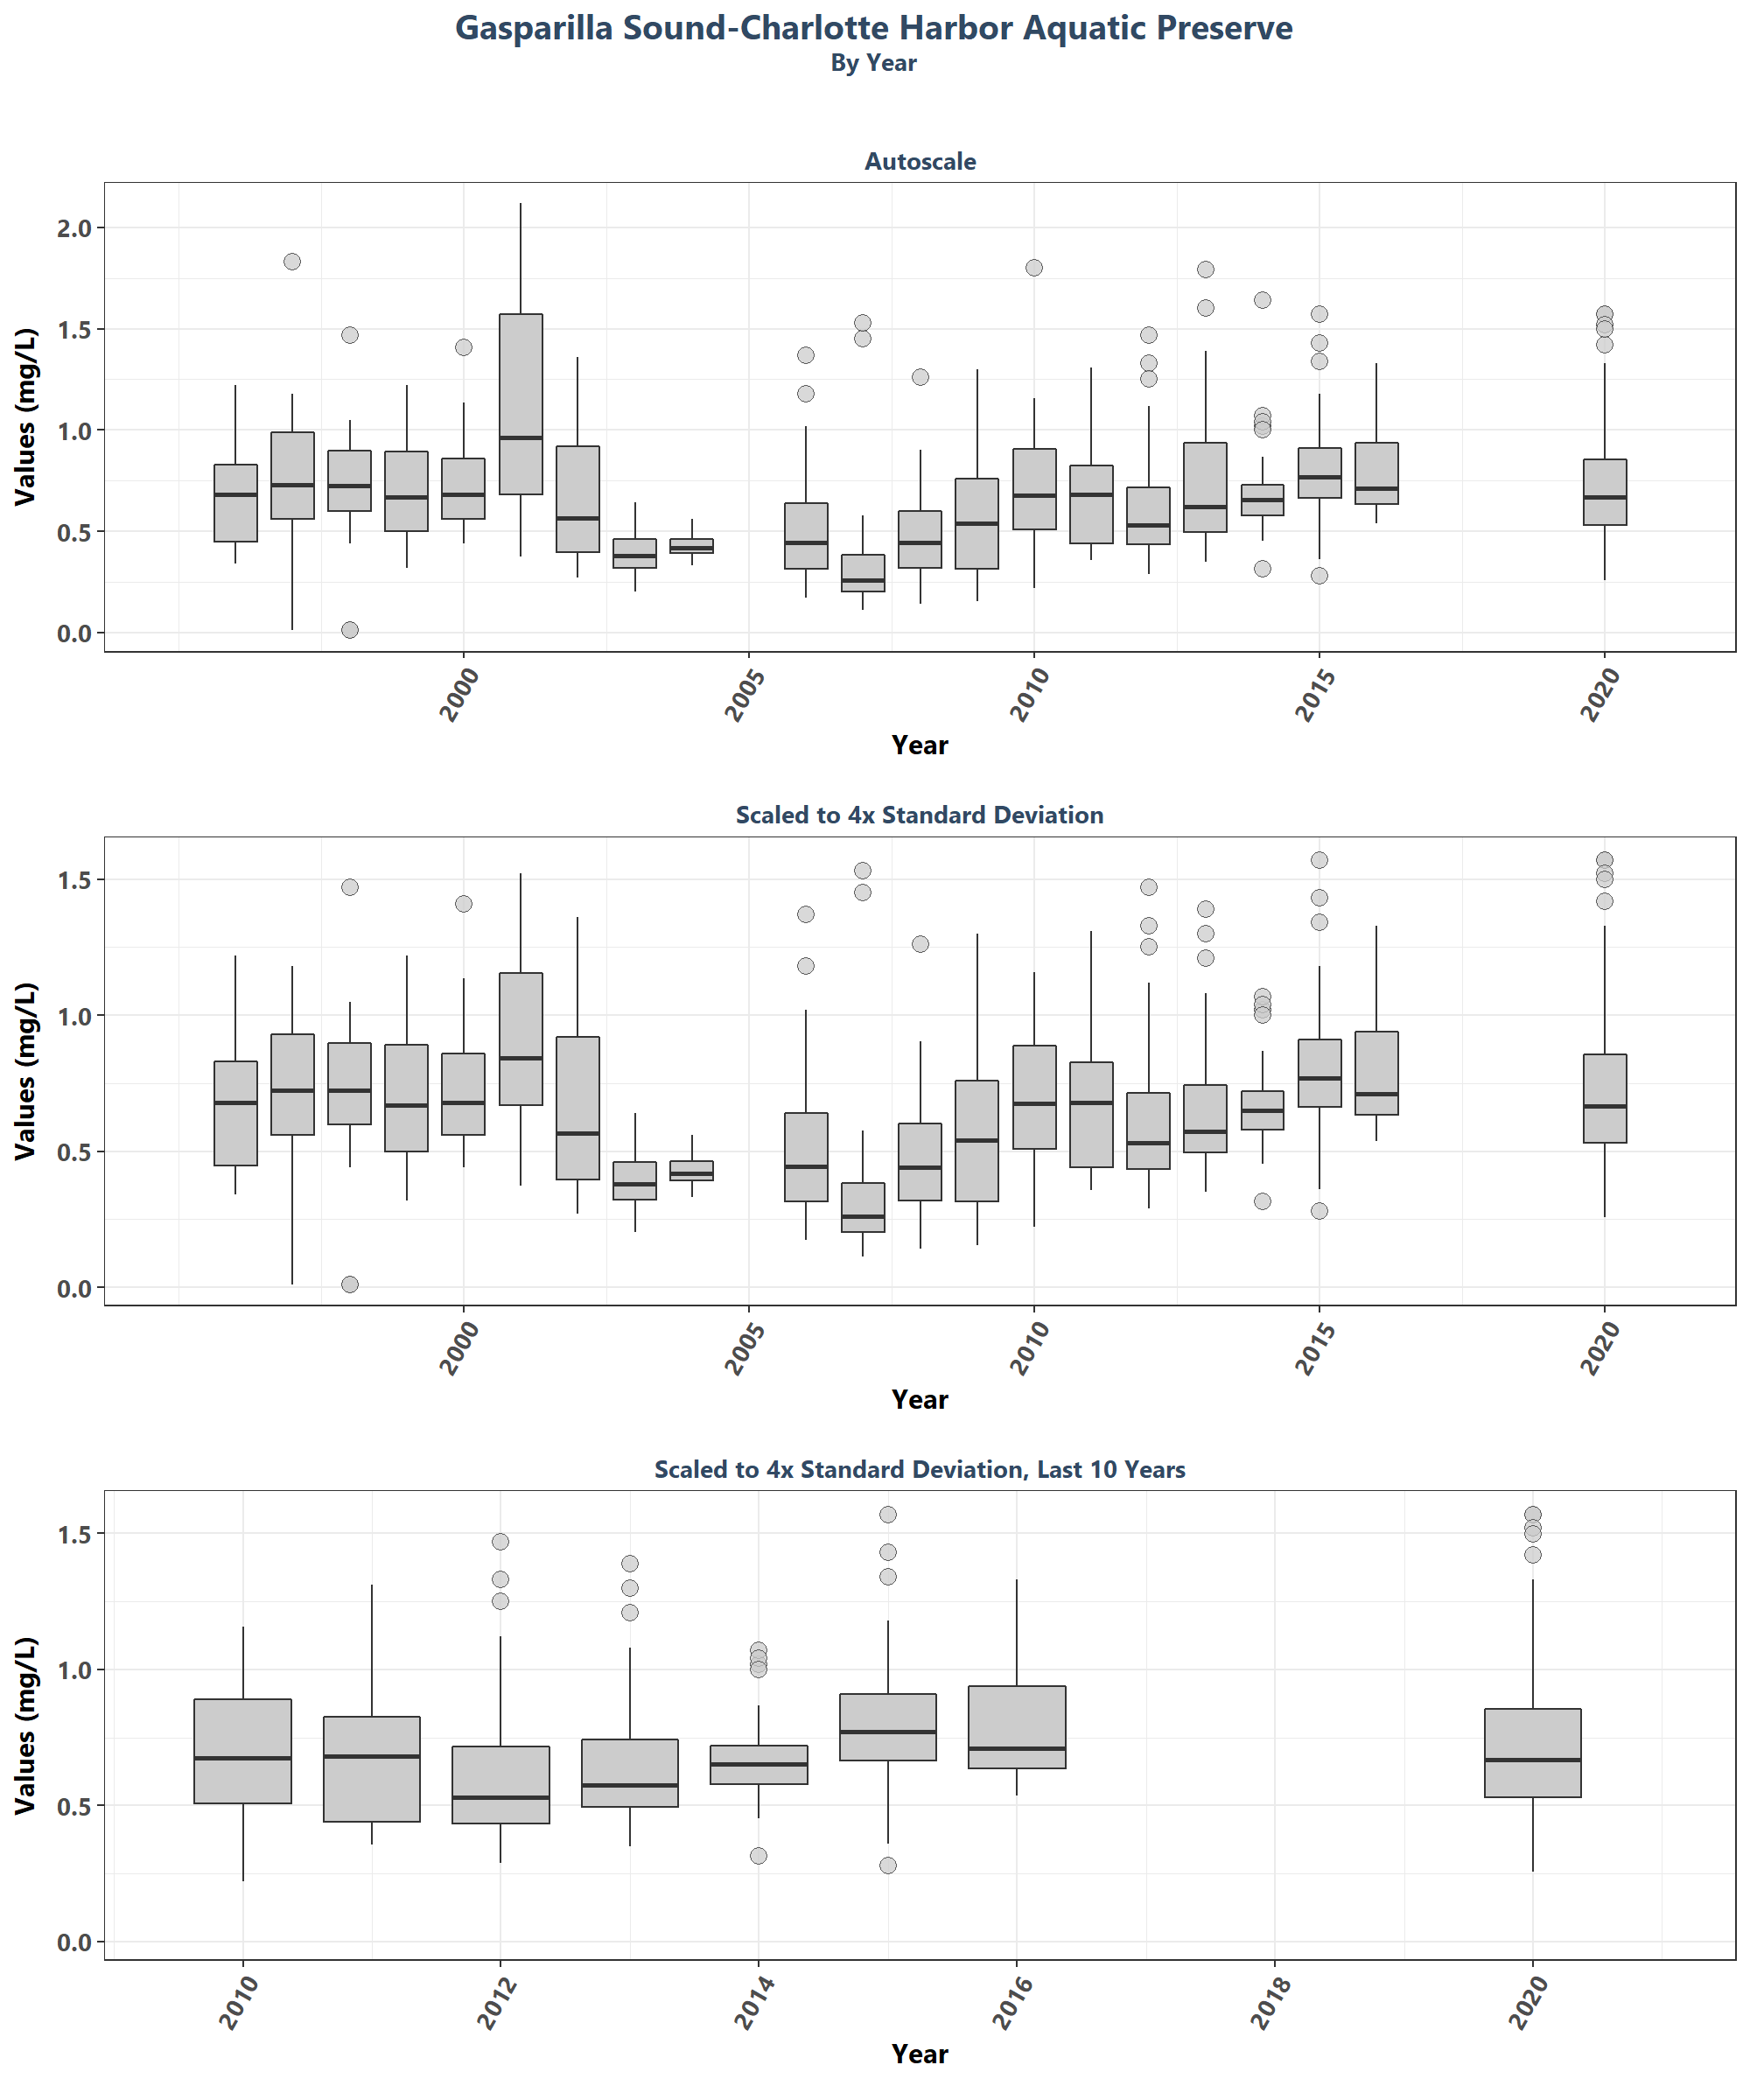 Gasparilla Sound-Charlotte Harbor Aquatic Preserve
By Year
Autoscale
Values (mg/L)
2.0
1.5
1.0
0.5
0.0
2000
2005
2010
2015
2020
Year
Scaled to 4x Standard Deviation
Values (mg/L)
1.5
1.0
0.5
0.0
2000
2005
2010
2015
2020
Year
Scaled to 4x Standard Deviation, Last 10 Years
Values (mg/L)
1.5
1.0
0.5
0.0
2010
2012
2014
2016
2018
2020
Year